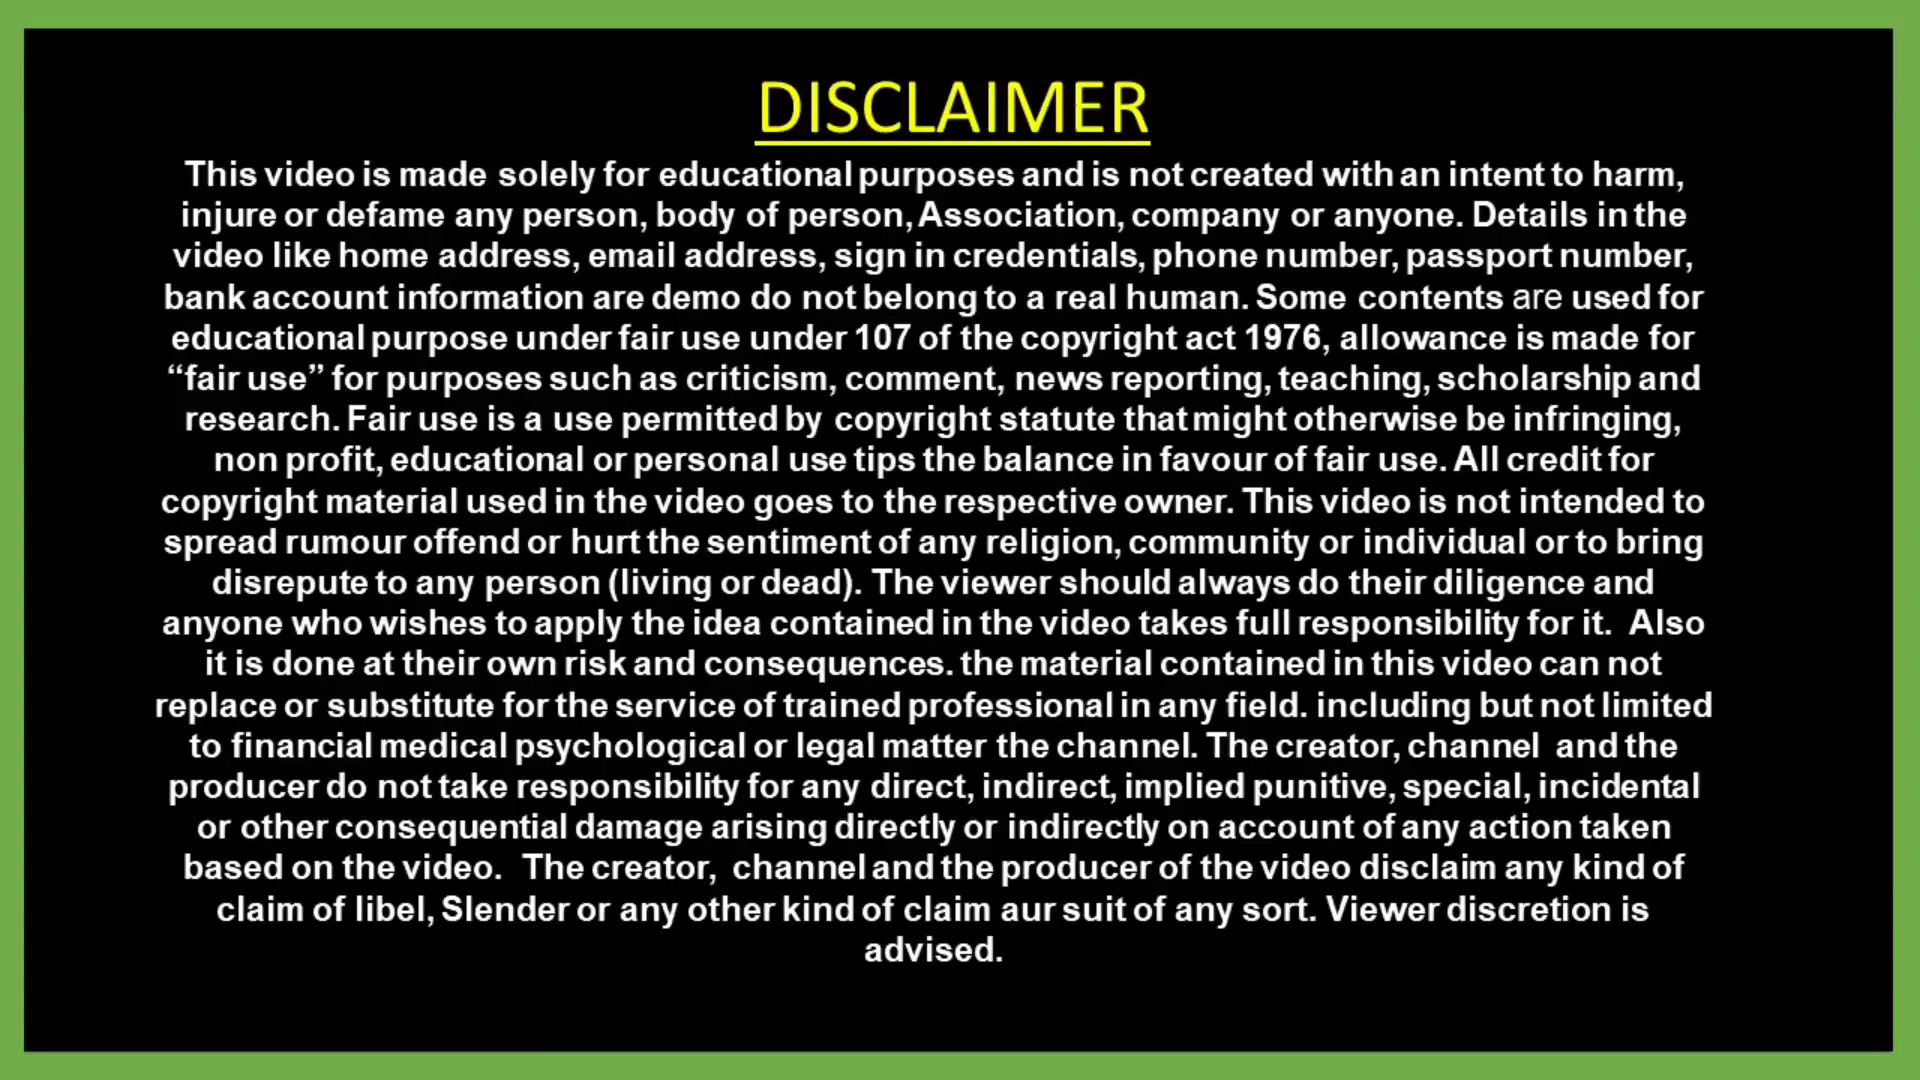 DISCLAIMER
This video is made solely for educational purposes and is not created with an intent to harm,
injure or defame any person, body of person, Association, company or anyone. Details in the
video like home address, email address, sign in credentials, phone number, passport number,
bank account information are demo do not belong to a real human. Some contents are used for
educational purpose under fair use under 107 of the copyright act 1976, allowance is made for
“fair use” for purposes such as criticism, comment, news reporting, teaching, scholarship and
research. Fair use is a use permitted by copyright statute that might otherwise be infringing,
non profit, educational or personal use tips the balance in favour of fair use. All credit for
copyright material used in the video goes to the respective owner. This video is not intended to
spread rumour offend or hurt the sentiment of any religion, community or individual or to bring
disrepute to any person (living or dead). The viewer should always do their diligence and
anyone who wishes to apply the idea contained in the video takes full responsibility for it. Also
it is done at their own risk and consequences. the material contained in this video can not
replace or substitute for the service of trained professional in any field. including but not limited
to financial medical psychological or legal matter the channel. The creator, channel and the
producer do not take responsibility for any direct, indirect, implied punitive, special, incidental
or other consequential damage arising directly or indirectly on account of any action taken
based on the video. The creator, channel and the producer of the video disclaim any kind of
claim of libel, Slender or any other kind of claim aur suit of any sort. Viewer discretion is
advised.